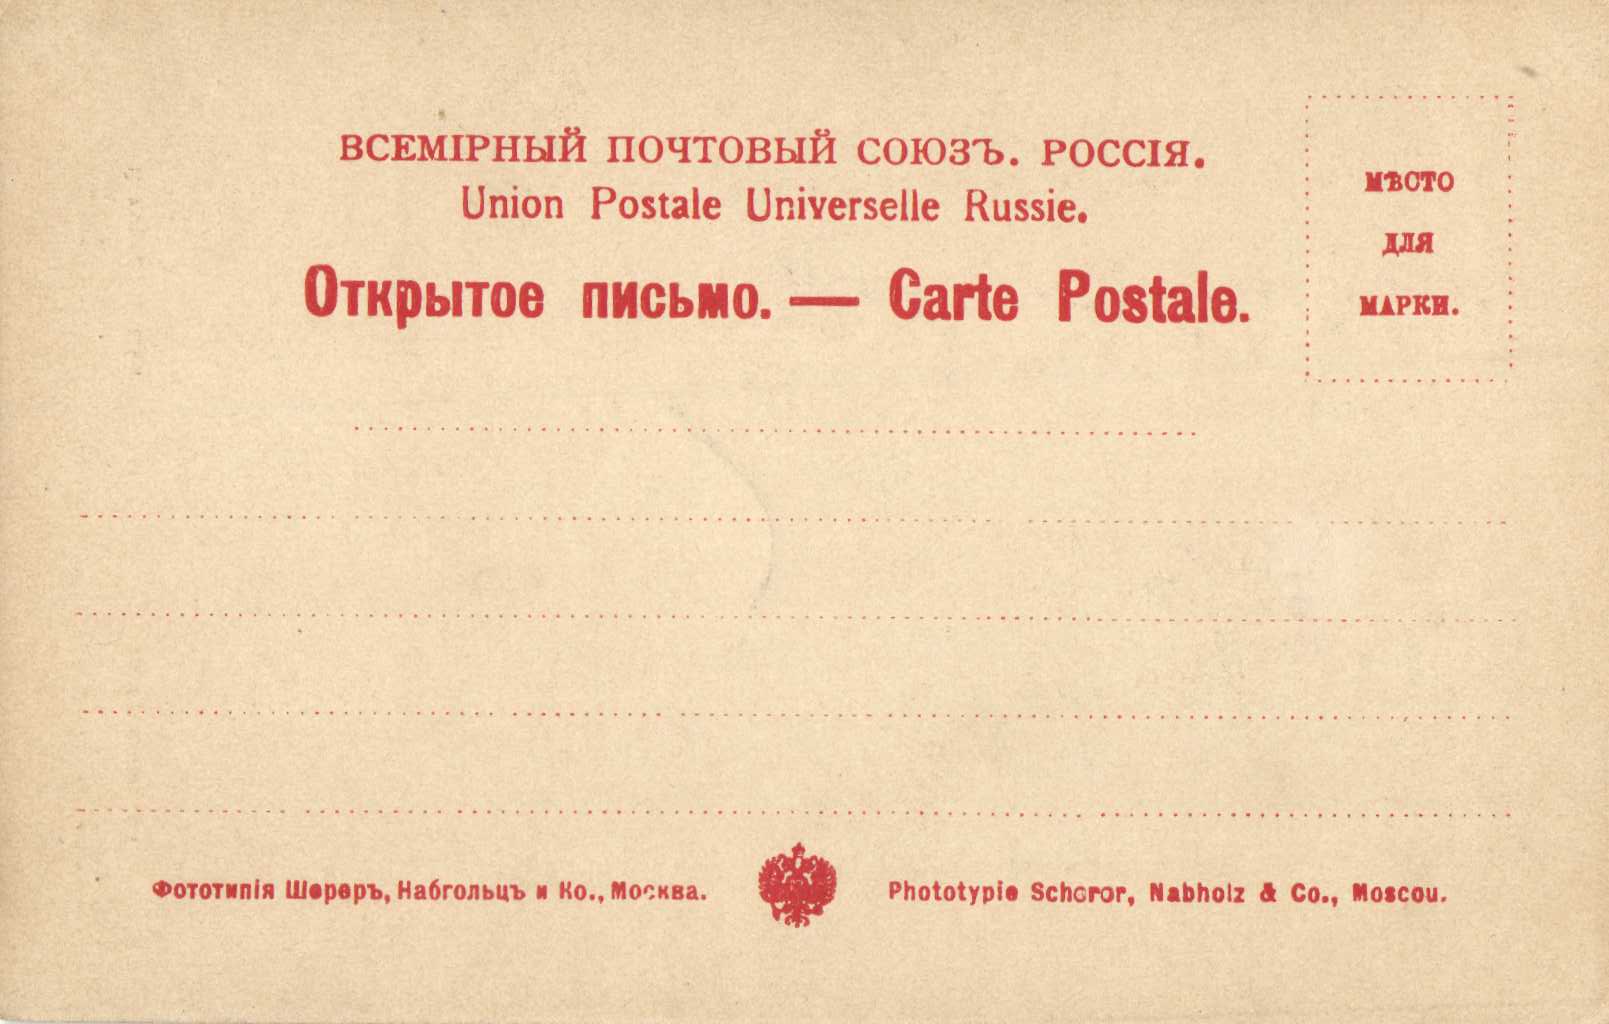 ВСЕМІРНЫЙ ПОЧТОВЫЙ СОЮЗЪ. РОССІЯ.
Union Postale Universelle Russie.
Открытое письмо. — Carte Postale.
МѢСТО
ДЛЯ
МАРКИ.
Фототипія Шереръ, Набгольцъ и Ко., Москва.
Phototypie Scherer, Nabholz & Co., Moscou.